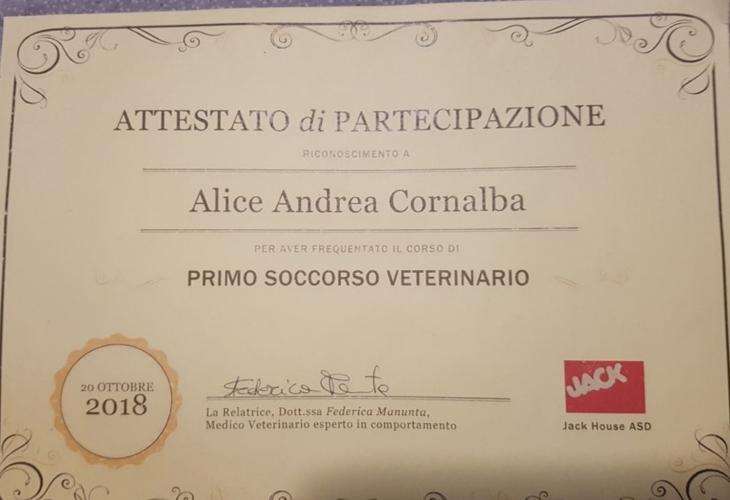 ATTESTATO di PARTECIPAZIONE
RICONOSCIMENTO A
Alice Andrea Cornalba
PER AVER FREQUENTATO IL CORSO DI
PRIMO SOCCORSO VETERINARIO
20 OTTOBRE
2018
La Relatrice, Dott.ssa Federica Manunta,
Medico Veterinario esperto in comportamento
JACK
Jack House ASD